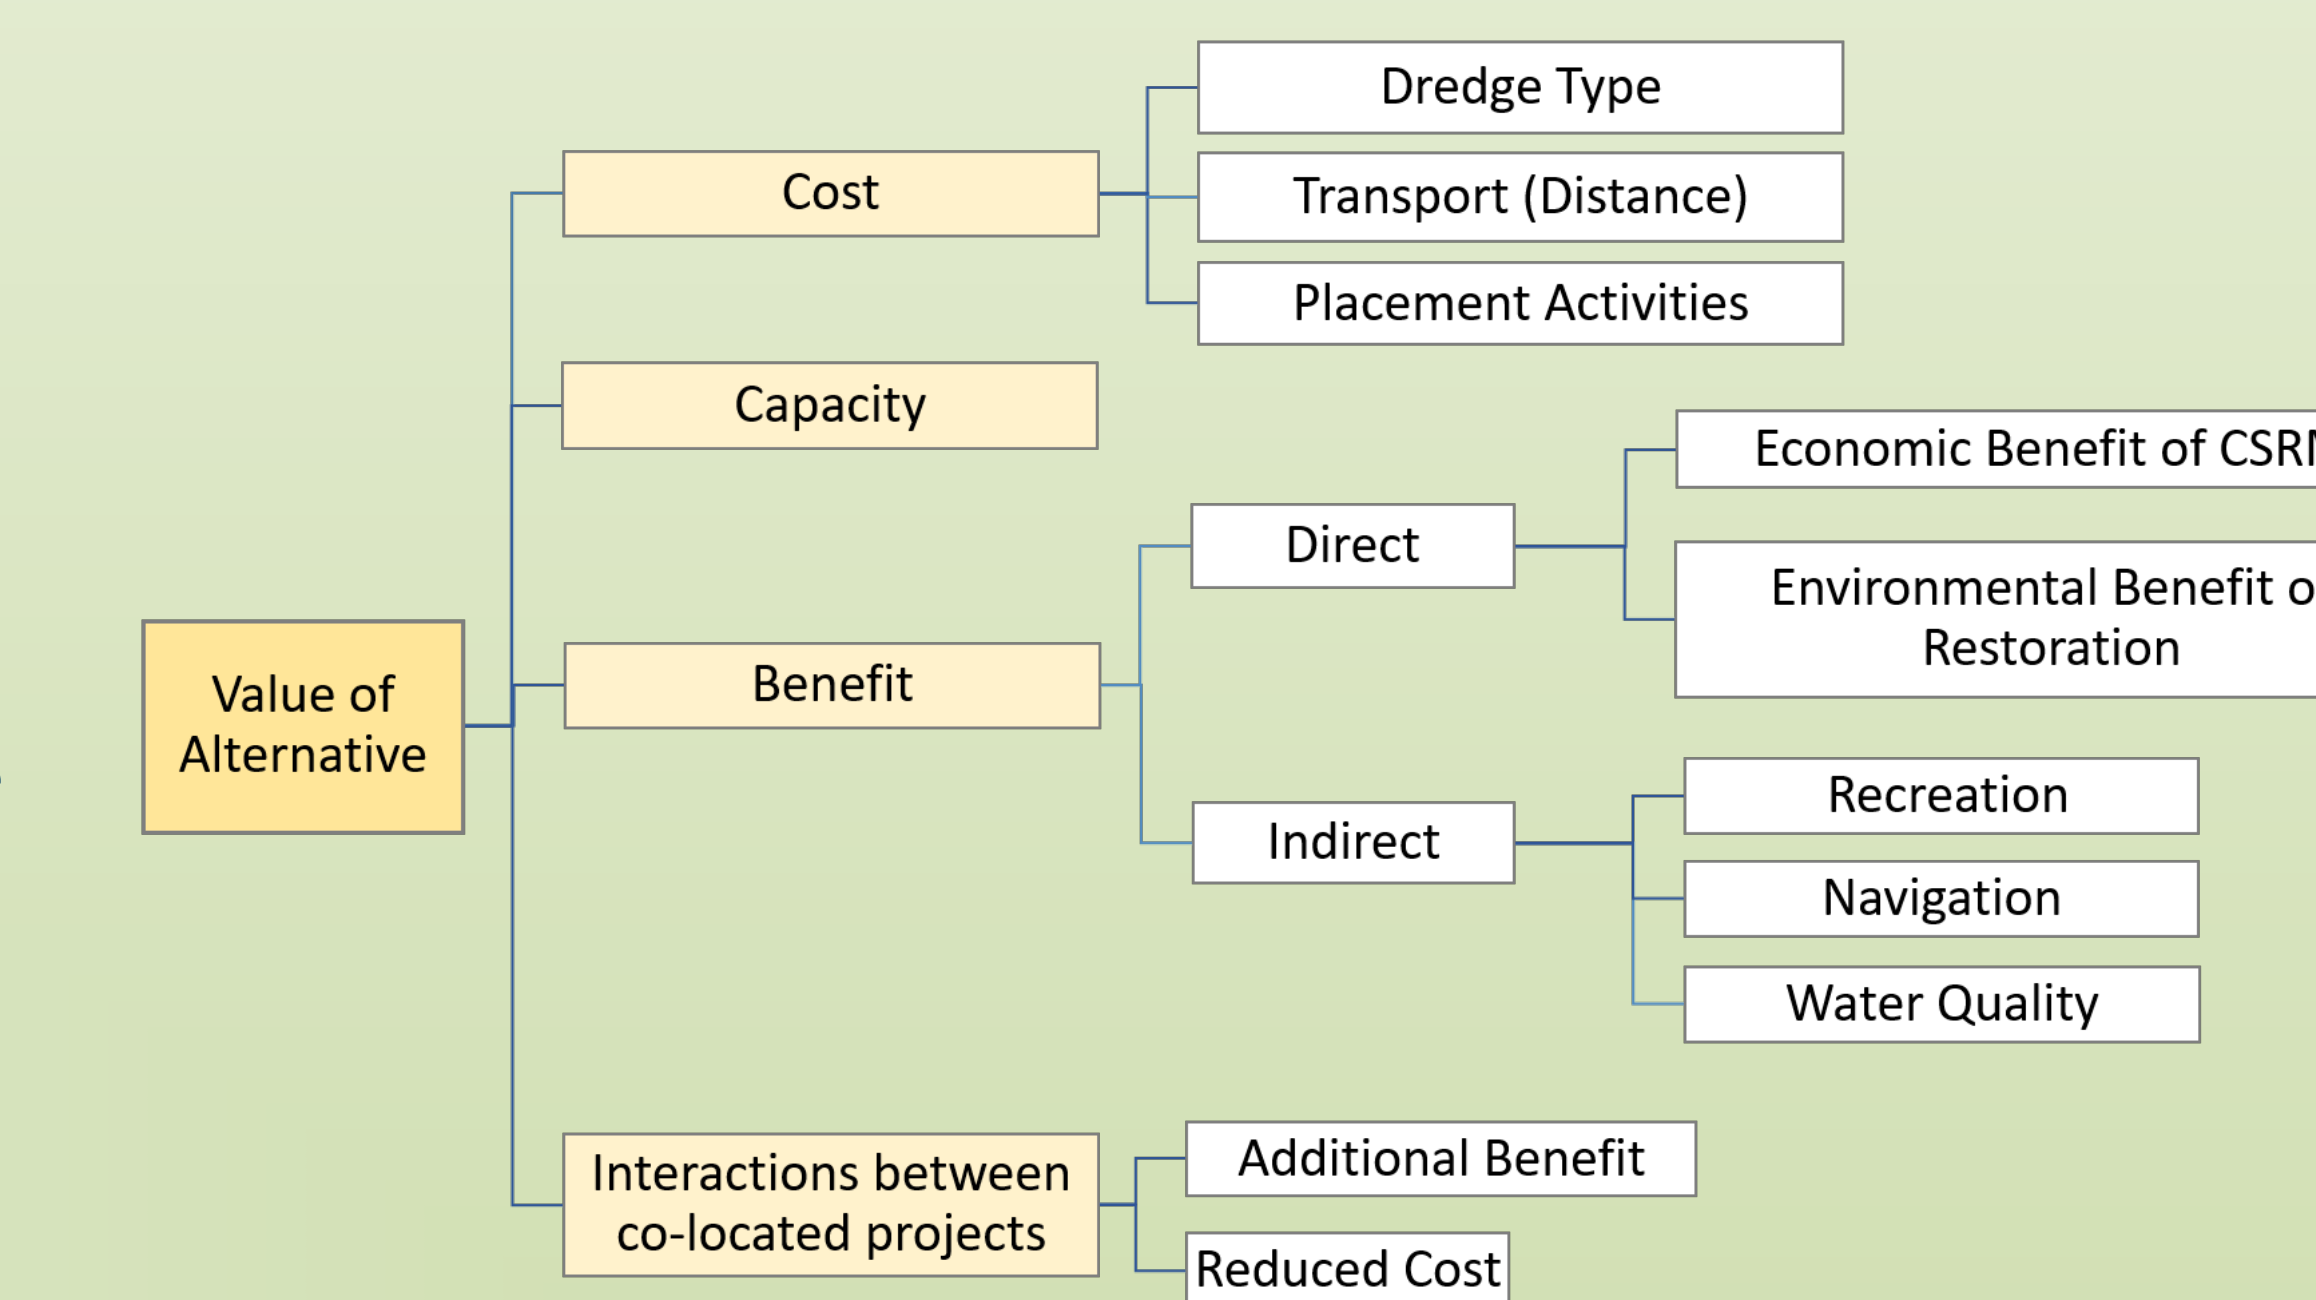 Dredge Type
Cost
Transport (Distance)
Placement Activities
Capacity
Economic Benefit of
Direct
Environmental Benefit
Restoration
Benefit
Value of
Alternative
Recreation
Indirect
Navigation
Water Quality
Additional Benefit
Interactions between
co-located projects
Reduced Cost